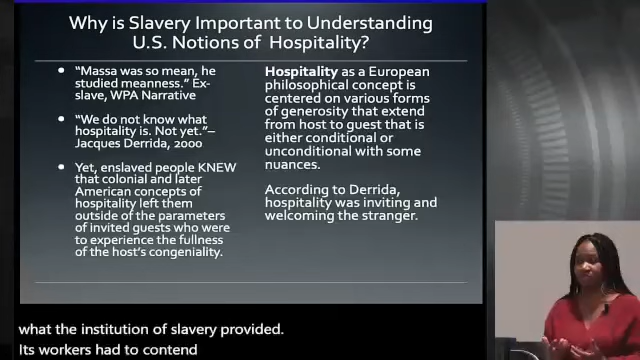 Why is Slavery Important to Understanding
U.S. Notions of Hospitality?
• "Massa was so mean, he
studied meanness." Ex-
slave, WPA Narrative
• "We do not know what
hospitality is. Not yet."–
Jacques Derrida, 2000
• Yet, enslaved people KNEW
that colonial and later
American concepts of
hospitality left them
outside of the parameters
of invited guests who were
to experience the fullness
of the host's congeniality.
Hospitality as a European
philosophical concept is
centered on various forms
of generosity that extend
from host to guest that is
either conditional or
unconditional with some
nuances.
According to Derrida,
hospitality was inviting and
welcoming the stranger.
what the institution of slavery provided.
Its workers had to contend